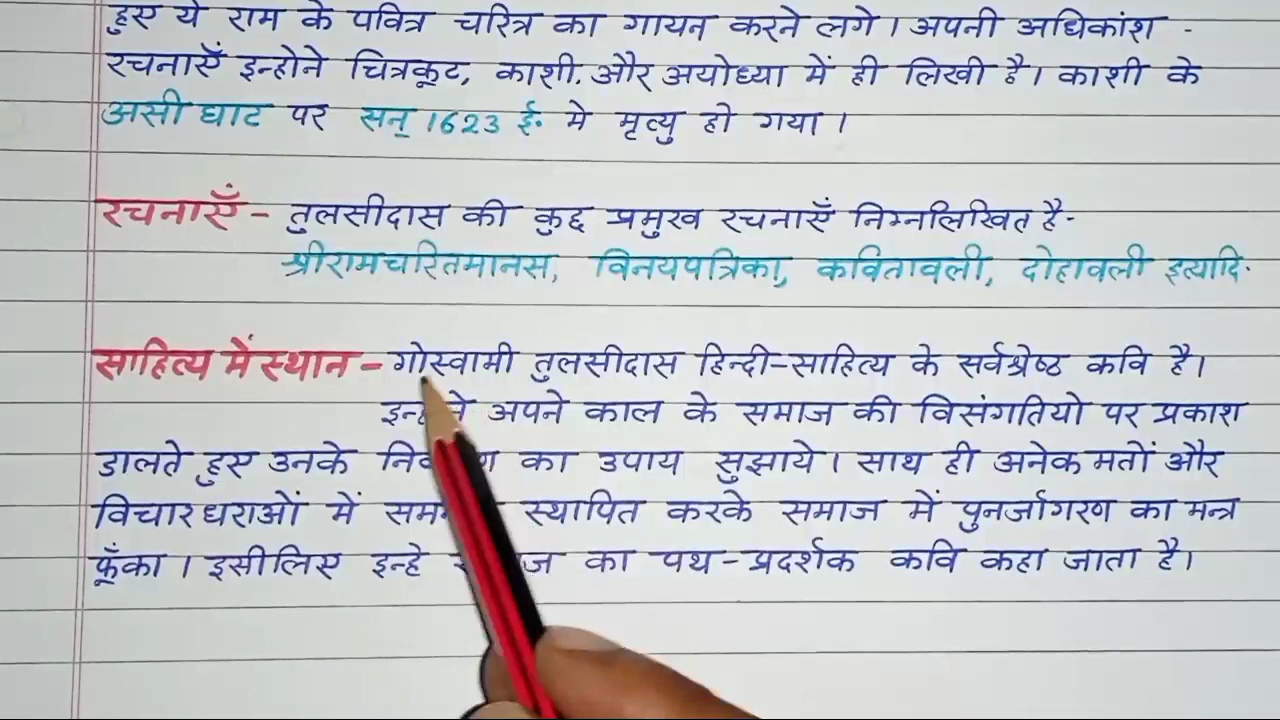 हुए ये राम के पवित्र चरित्र का गायन करने लगे। अपनी अधिकांश -
रचनाएँ इन्होने चित्रकूट, काशी. और अयोध्या में ही लिखी है। काशी के
असी घाट पर सन् 1623 ई॰ मे मृत्यु हो गया।
रचनाएँ - तुलसीदास की कुछ प्रमुख रचनाएँ निम्नलिखित है-
श्रीरामचरितमानस, विनयपत्रिका, कवितावली, दोहावली इत्यादि.
साहित्य में स्थान - गोस्वामी तुलसीदास हिन्दी-साहित्य के सर्वश्रेष्ठ कवि है।
अपने काल के समाज की विसंगतियो पर प्रकाश
डालते हुए उनके का उपाय सुझाये। साथ ही अनेक मतों और
विचारधराओं में स्थापित करके समाज में पुनर्जागरण का मन्त्र
फूँका। इसीलिए इन्हे का पथ-प्रदर्शक कवि कहा जाता है।